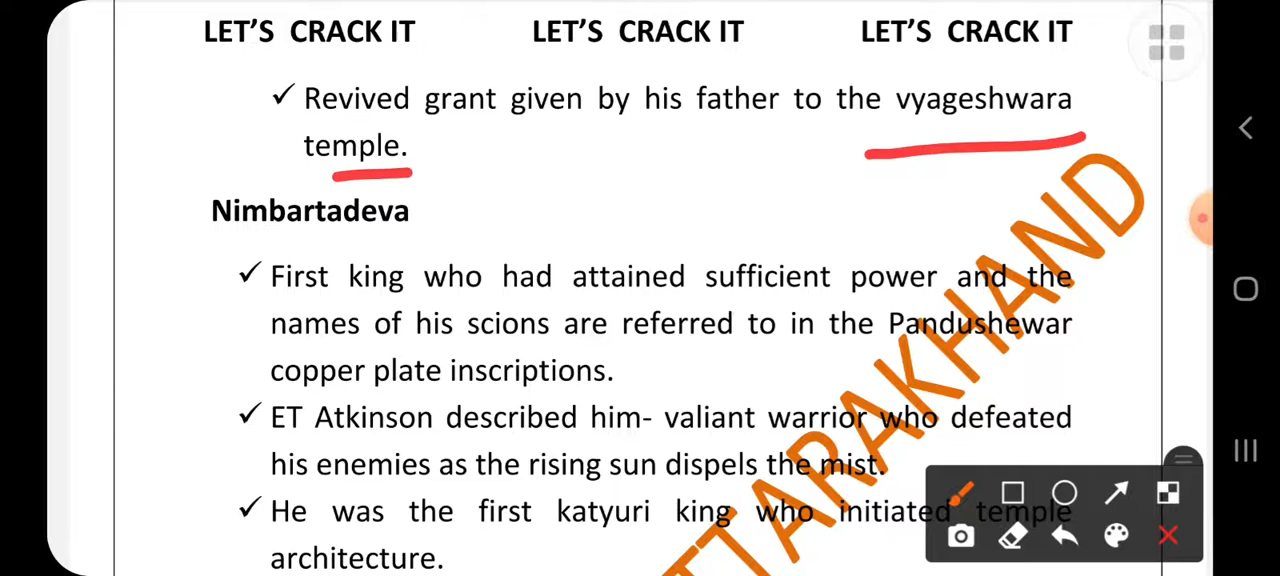 LET'S CRACK IT LET'S CRACK IT LET'S CRACK IT
✓ Revived grant given by his father to the vyageshwara
temple.
Nimbartadeva
✓ First king who had attained sufficient power and the
names of his scions are referred to in the Pandushewar
copper plate inscriptions.
✓ ET Atkinson described him- valiant warrior who defeated
his enemies as the rising sun dispels the mist.
✓ He was the first katyuri king who initiated temple
architecture.
UTTARAKHAND